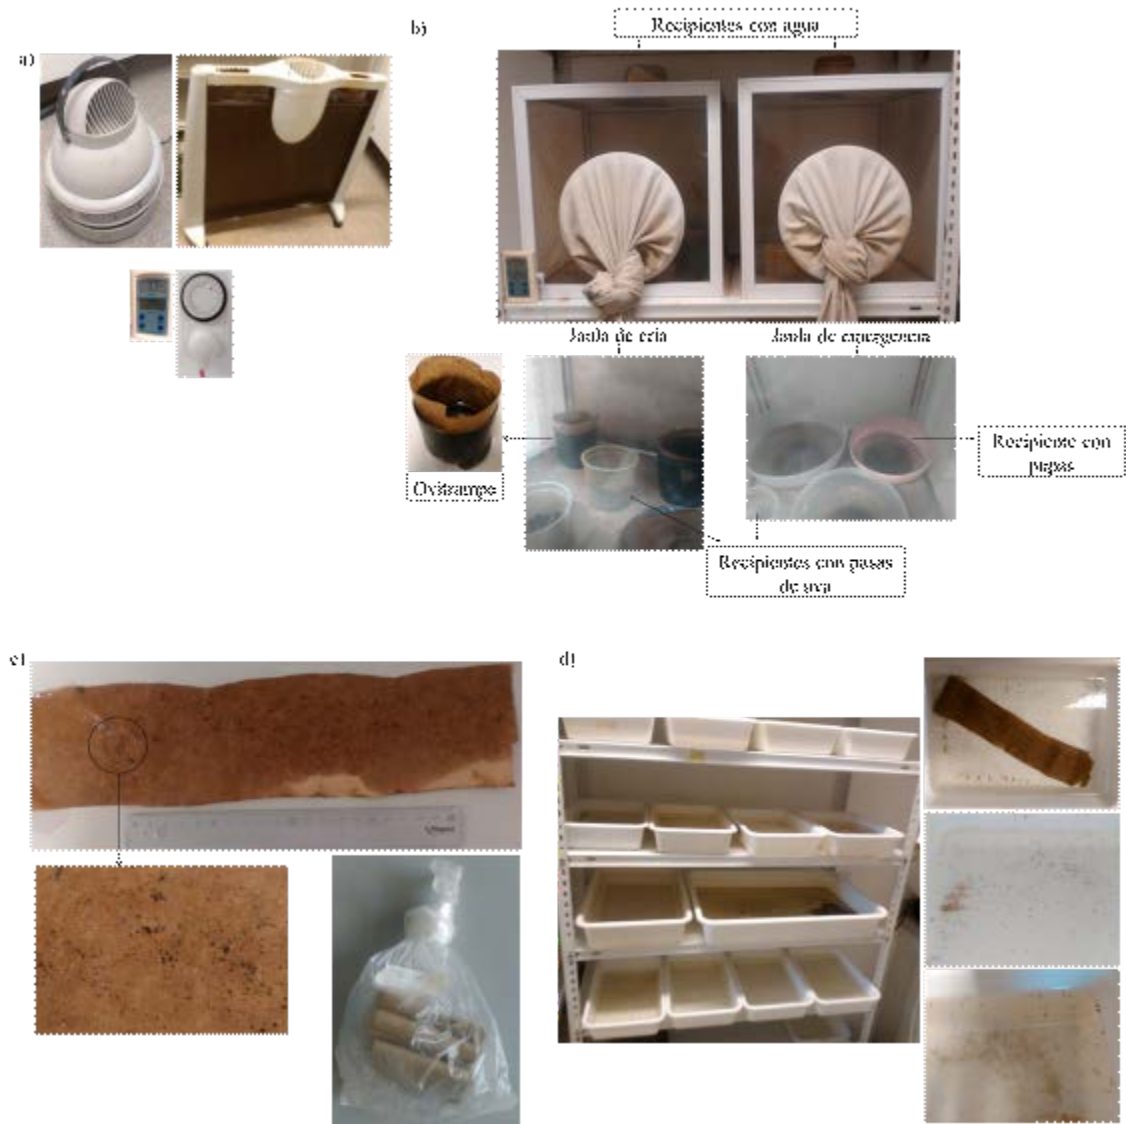 a)
b)
Recipientes con agua
Jaula de cría
Jaula de emergencia
Ovitrampa
Recipiente con
pupas
Recipientes con pasas
de uva
c)
d)